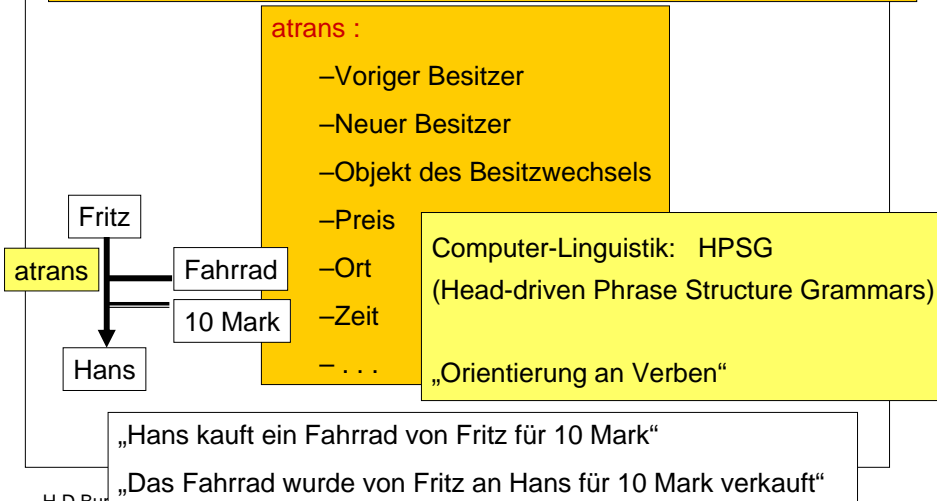 atrans :
–Voriger Besitzer
–Neuer Besitzer
–Objekt des Besitzwechsels
–Preis
–Ort
–Zeit
– . . .
Fritz
atrans
Fahrrad
10 Mark
Hans
Computer-Linguistik: HPSG
(Head-driven Phrase Structure Grammars)
„Orientierung an Verben“
„Hans kauft ein Fahrrad von Fritz für 10 Mark“
„Das Fahrrad wurde von Fritz an Hans für 10 Mark verkauft“